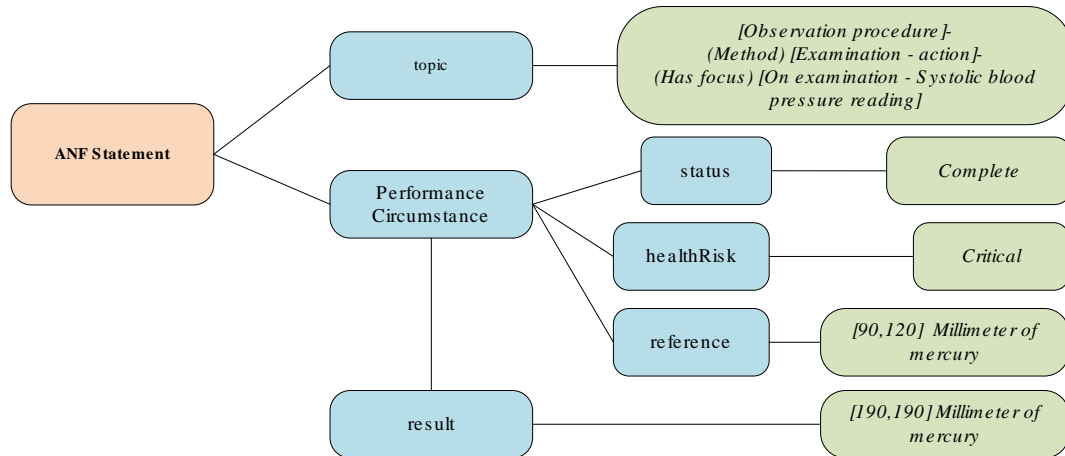 [Observation procedure]-
(Method) [Examination - action]-
(Has focus) [On examination - Systolic blood
pressure reading]
topic
ANF Statement
Performance
Circumstance
status
Complete
healthRisk
Critical
reference
[90,120] Millimeter of
mercury
result
[190,190] Millimeter of
mercury